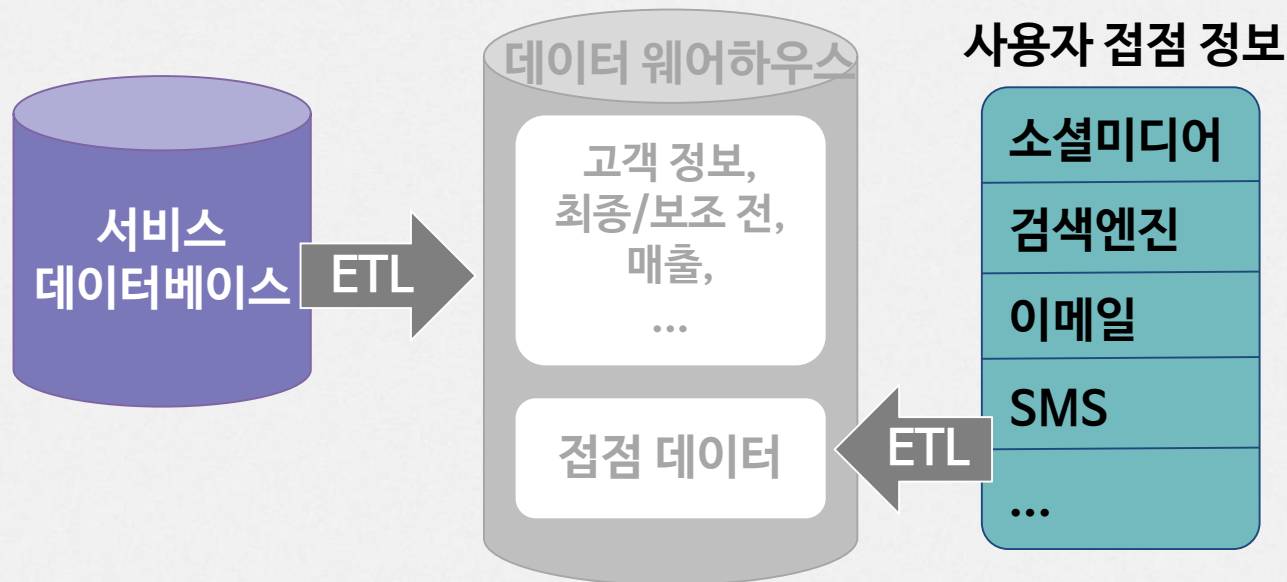 서비스
데이터베이스
ETL
데이터 웨어하우스
고객 정보,
최종/보조 전,
매출,
...
접점 데이터
ETL
사용자 접점 정보
소셜미디어
검색엔진
이메일
SMS
...